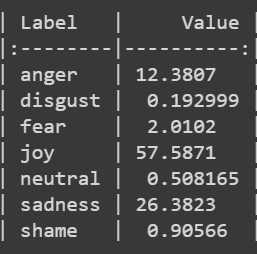 | Label | Value |
|:--------|----------:|
| anger | 12.3807 |
| disgust | 0.192999 |
| fear | 2.0102 |
| joy | 57.5871 |
| neutral | 0.508165 |
| sadness | 26.3823 |
| shame | 0.90566 |